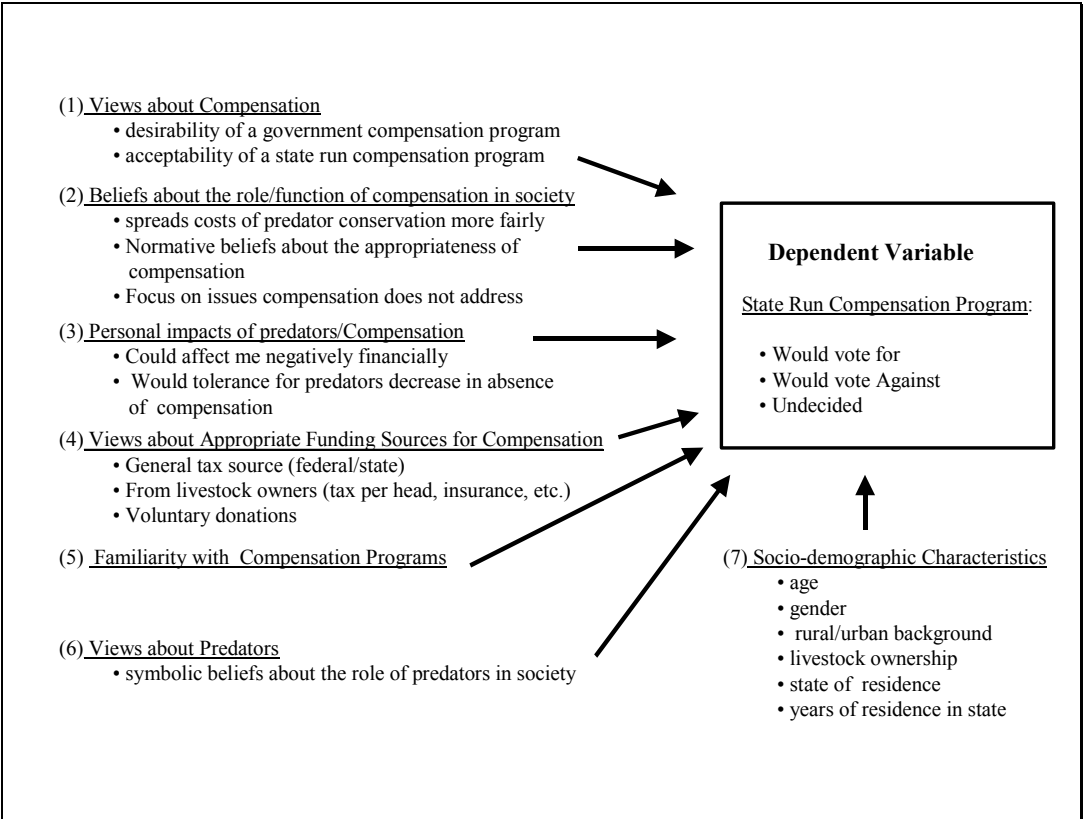 (1) Views about Compensation
• desirability of a government compensation program
• acceptability of a state run compensation program
(2) Beliefs about the role/function of compensation in society
• spreads costs of predator conservation more fairly
• Normative beliefs about the appropriateness of
compensation
• Focus on issues compensation does not address
(3) Personal impacts of predators/Compensation
• Could affect me negatively financially
• Would tolerance for predators decrease in absence
of compensation
(4) Views about Appropriate Funding Sources for Compensation
• General tax source (federal/state)
• From livestock owners (tax per head, insurance, etc.)
• Voluntary donations
(5) Familiarity with Compensation Programs
(6) Views about Predators
• symbolic beliefs about the role of predators in society
Dependent Variable
State Run Compensation Program:
• Would vote for
• Would vote Against
• Undecided
(7) Socio-demographic Characteristics
• age
• gender
• rural/urban background
• livestock ownership
• state of residence
• years of residence in state